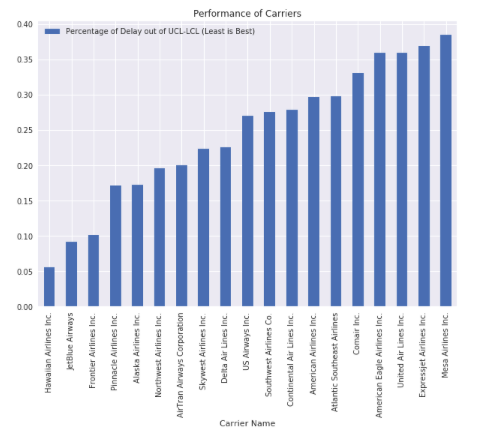 Performance of Carriers
Percentage of Delay out of UCL-LCL (Least is Best)
0.40
0.35
0.30
0.25
0.20
0.15
0.10
0.05
0.00
Hawaiian Airlines Inc.
JetBlue Airways
Frontier Airlines Inc.
Pinnacle Airlines Inc.
Alaska Airlines Inc.
Northwest Airlines Inc.
AirTran Airways Corporation
Skywest Airlines Inc.
Delta Air Lines Inc.
US Airways Inc.
Southwest Airlines Co.
Continental Air Lines Inc.
American Airlines Inc.
Atlantic Southeast Airlines
Comair Inc.
American Eagle Airlines Inc.
United Air Lines Inc.
Expressjet Airlines Inc.
Mesa Airlines Inc.
Carrier Name